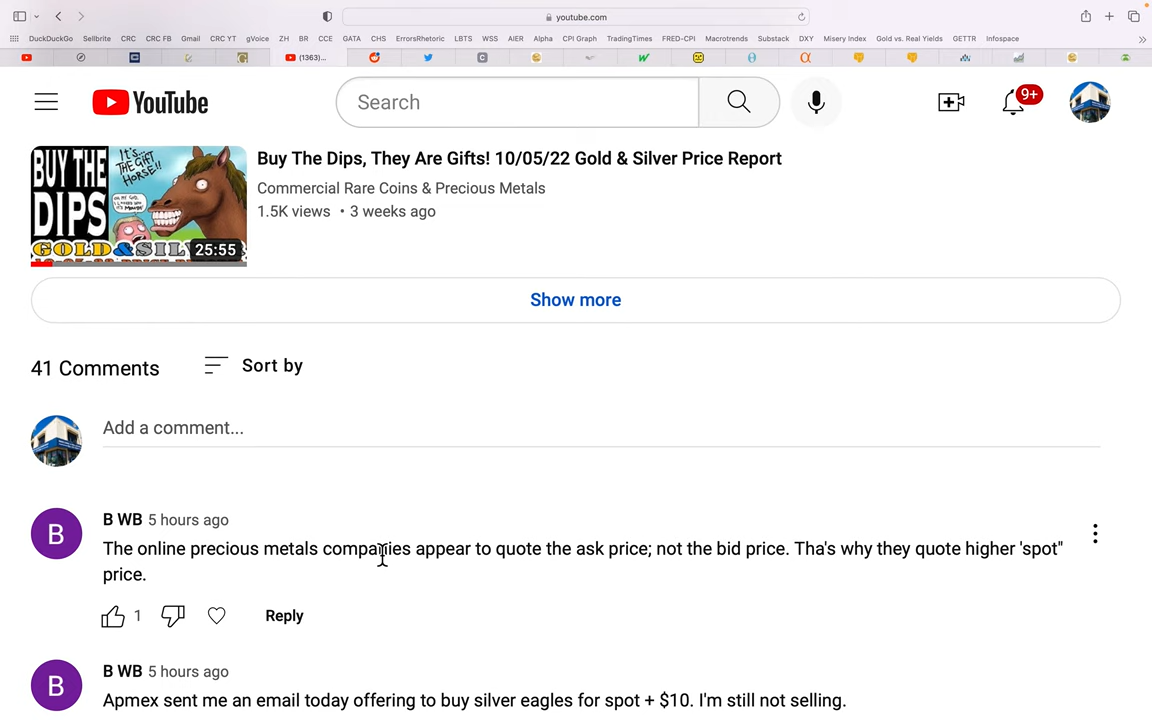 youtube.com
DuckDuckGo Sellbrite CRC CRC FB Gmail CRC YT gVoice ZH BR CCE GATA CHS ErrorsRhetoric LBTS WSS AIER Alpha CPI Graph TradingTimes FRED-CPI Macrotrends Substack DXY Misery Index Gold vs. Real Yields GETTR Infospace
(1363)...
YouTube
Search
9+
BUY THE
DIPS
IT'S...
THE GIFT
HORSE!!
GOLD & SIL
25:55
Buy The Dips, They Are Gifts! 10/05/22 Gold & Silver Price Report
Commercial Rare Coins & Precious Metals
1.5K views • 3 weeks ago
Show more
41 Comments Sort by
Add a comment...
B
B WB 5 hours ago
The online precious metals companies appear to quote the ask price; not the bid price. Tha's why they quote higher 'spot"
price.
1 Reply
B
B WB 5 hours ago
Apmex sent me an email today offering to buy silver eagles for spot + $10. I'm still not selling.